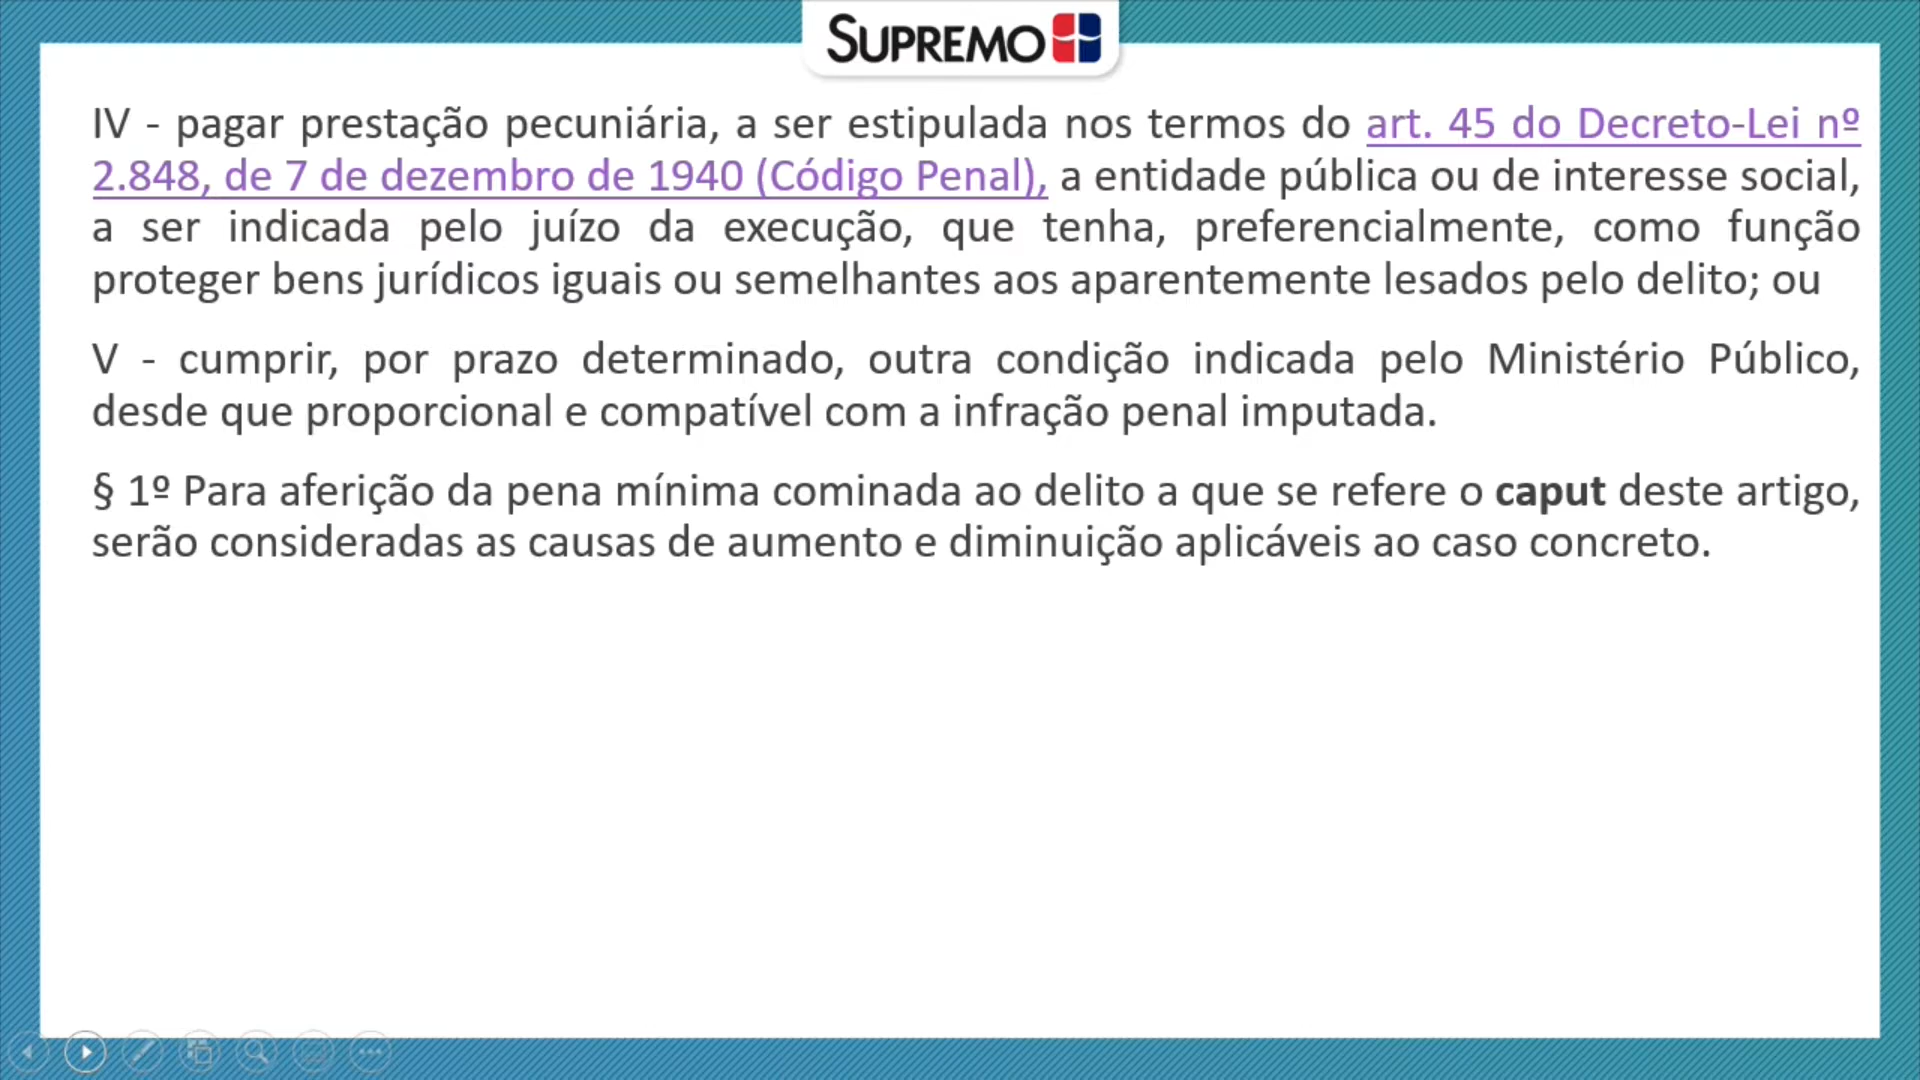 SUPREMO
IV - pagar prestação pecuniária, a ser estipulada nos termos do art. 45 do Decreto-Lei nº
2.848, de 7 de dezembro de 1940 (Código Penal), a entidade pública ou de interesse social,
a ser indicada pelo juízo da execução, que tenha, preferencialmente, como função
proteger bens jurídicos iguais ou semelhantes aos aparentemente lesados pelo delito; ou
V - cumprir, por prazo determinado, outra condição indicada pelo Ministério Público,
desde que proporcional e compatível com a infração penal imputada.
§ 1º Para aferição da pena mínima cominada ao delito a que se refere o caput deste artigo,
serão consideradas as causas de aumento e diminuição aplicáveis ao caso concreto.